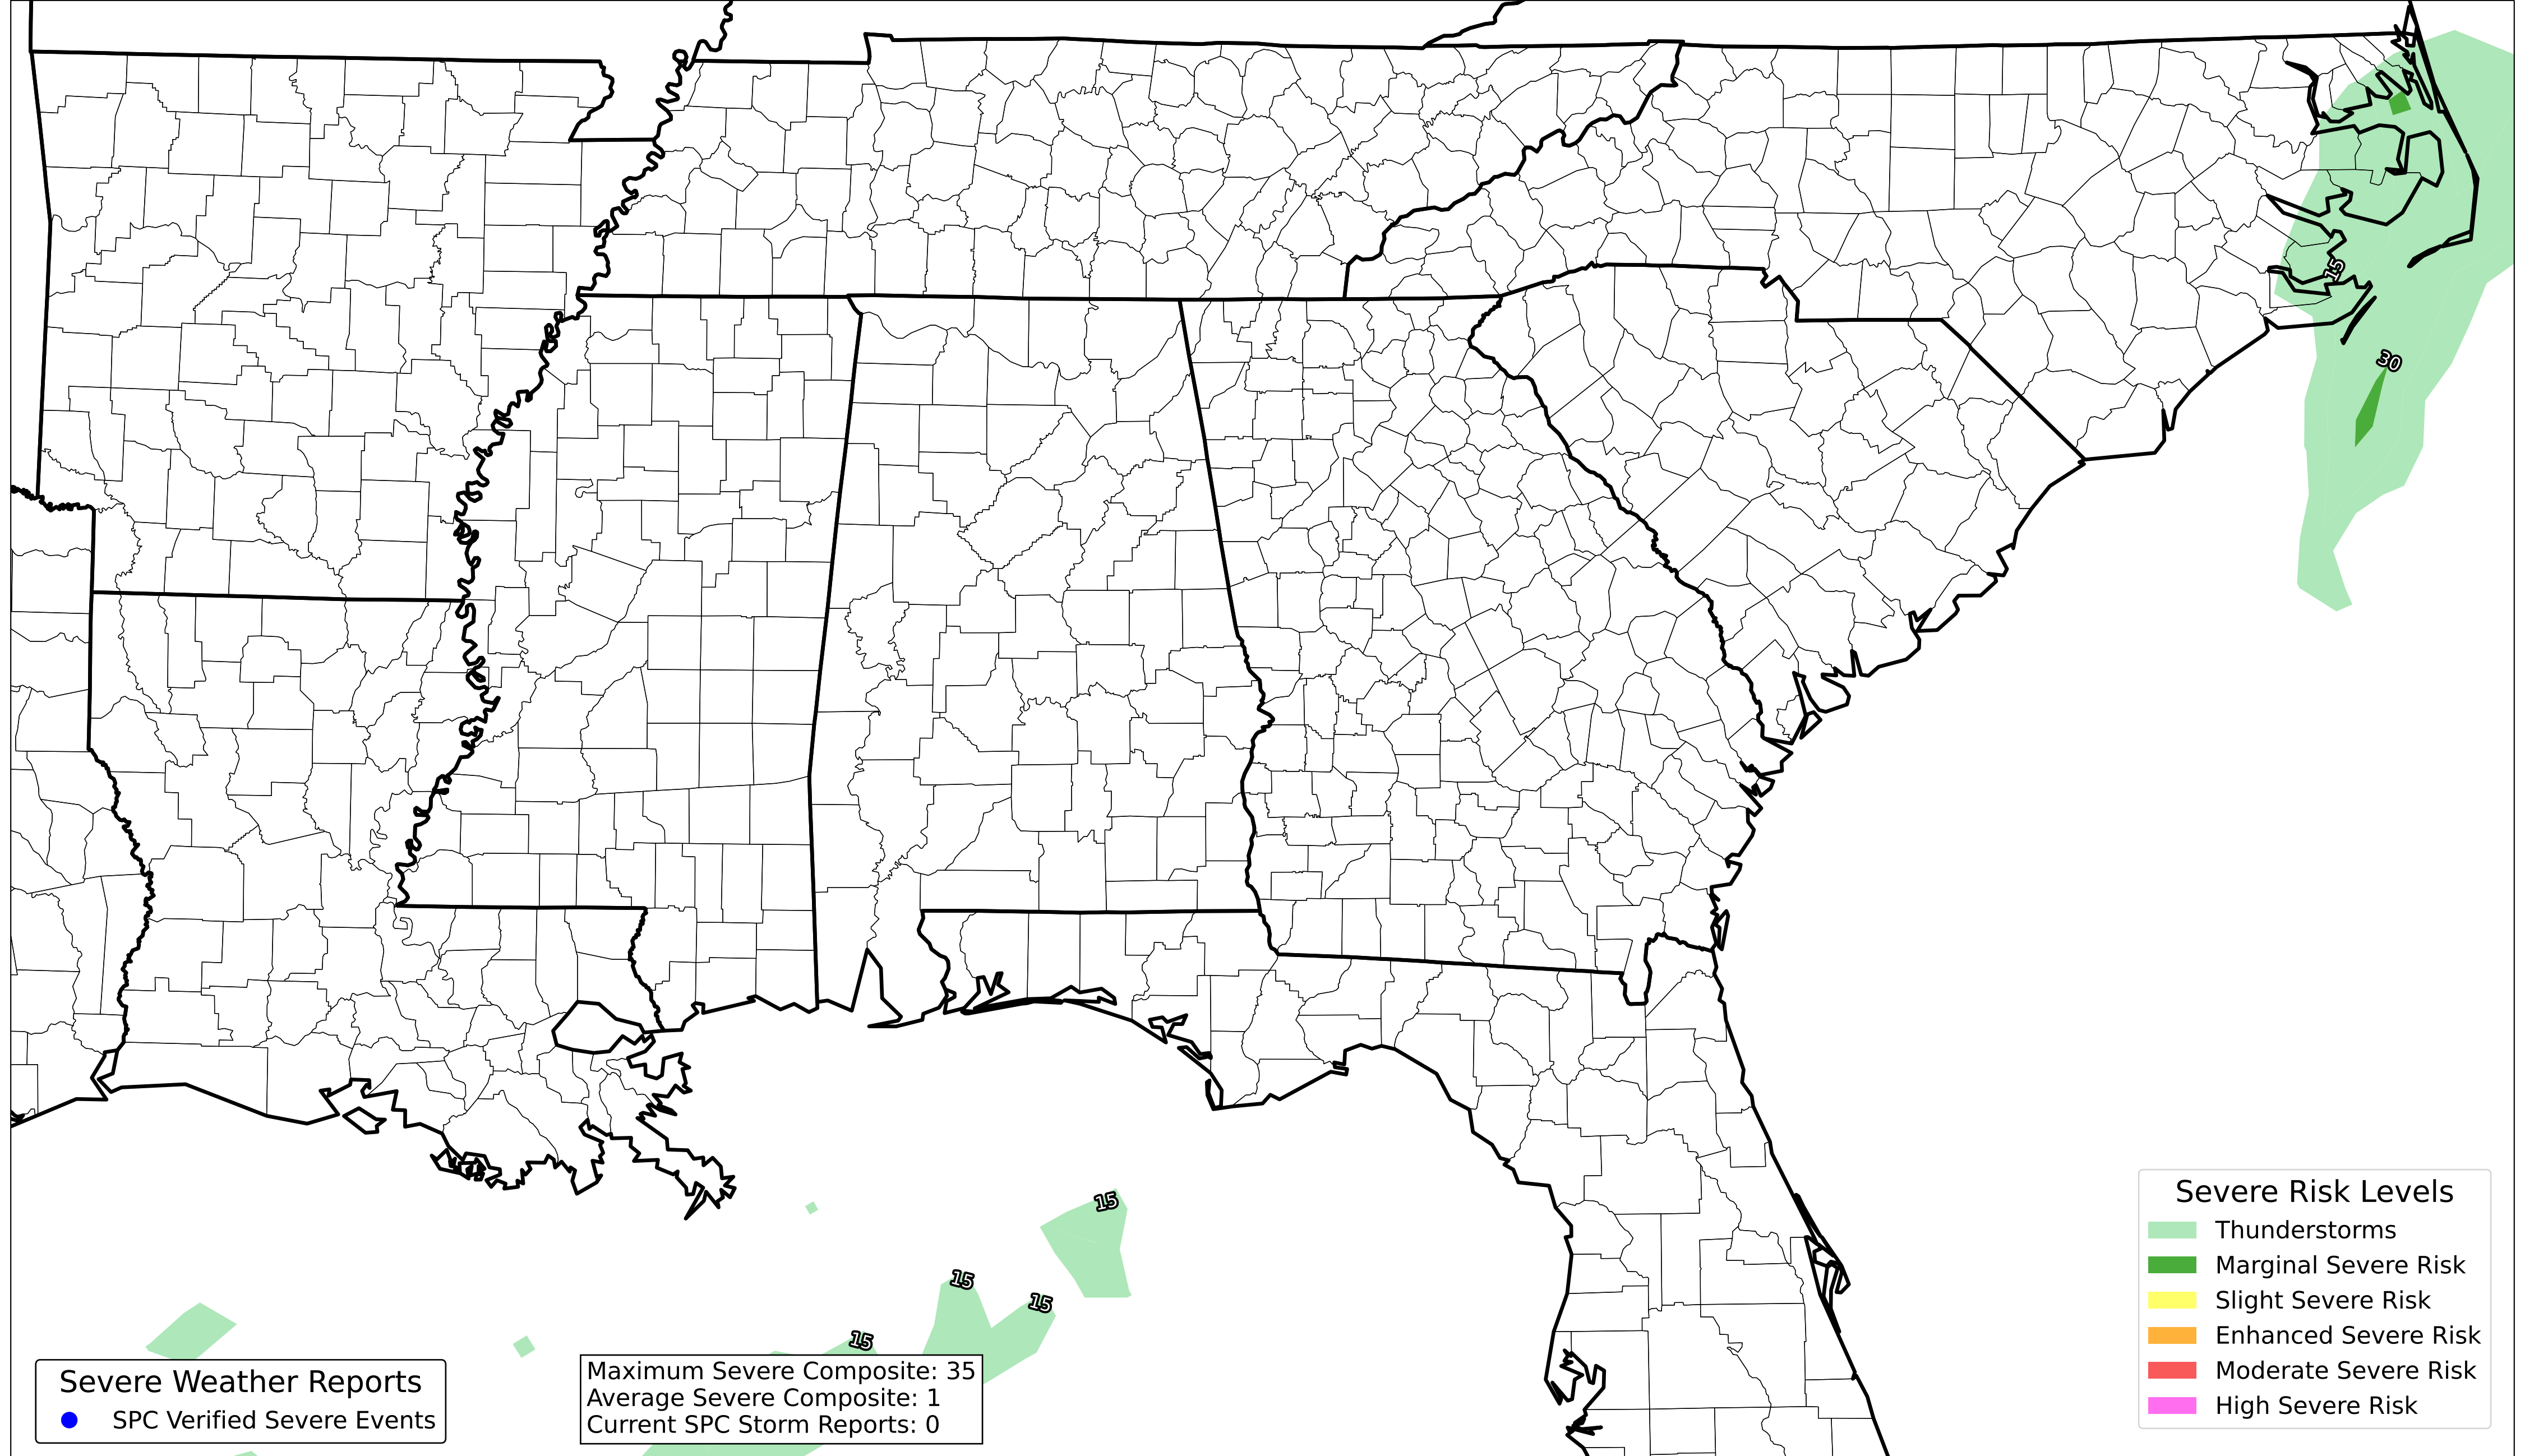 15
30
15
15
15
15
Severe Risk Levels
Thunderstorms
Marginal Severe Risk
Slight Severe Risk
Enhanced Severe Risk
Moderate Severe Risk
High Severe Risk
Severe Weather Reports
SPC Verified Severe Events
Maximum Severe Composite: 35
Average Severe Composite: 1
Current SPC Storm Reports: 0